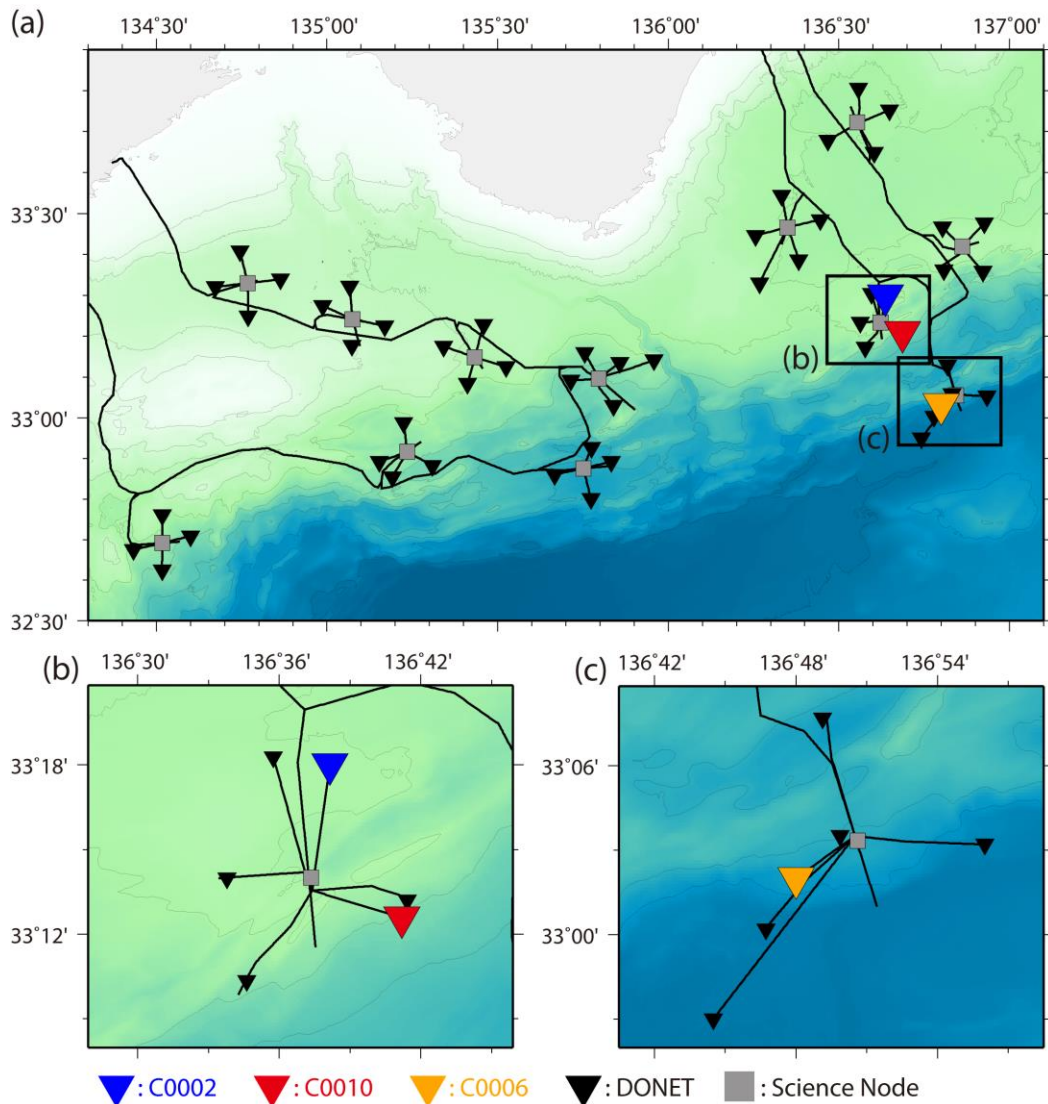 (a)
134°30' 135°00' 135°30' 136°00' 136°30' 137°00'
33°30'
33°00'
32°30'
(b)
(c)
(b)
136°30' 136°36' 136°42'
33°18'
33°12'
(c)
136°42' 136°48' 136°54'
33°06'
33°00'
: C0002 : C0010 : C0006 : DONET : Science Node